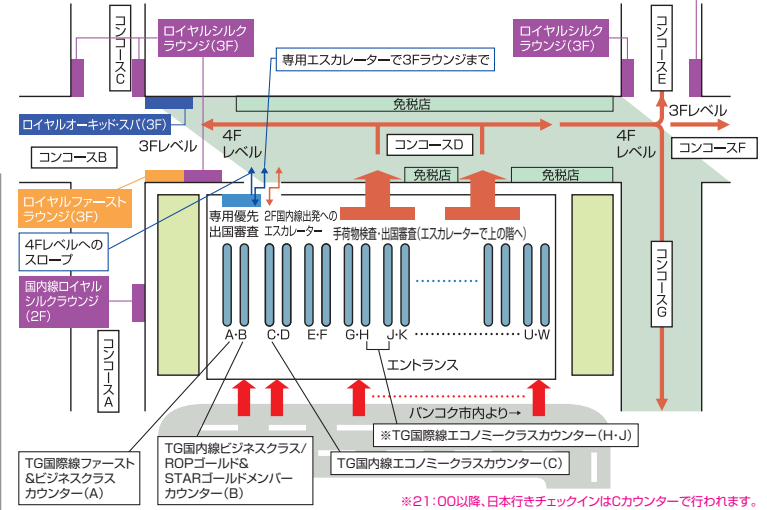 コンコースC
ロイヤルシルク
ラウンジ(3F)
専用エスカレーターで3Fラウンジまで
ロイヤルシルク
ラウンジ(3F)
コンコースE
免税店
ロイヤルオーキッド・スパ(3F)
3Fレベル
コンコースB
4F
レベル
コンコースD
4F
レベル
3Fレベル
コンコースF
免税店
免税店
ロイヤルファースト
ラウンジ(3F)
4Fレベルへの
スロープ
専用優先
出国審査
2F国内線出発への
エスカレーター
手荷物検査・出国審査(エスカレーターで上の階へ)
コンコースG
国内線ロイヤル
シルクラウンジ
(2F)
コンコースA
A・B
C・D
E・F
G・H
J・K
U・W
エントランス
バンコク市内より→
※TG国際線エコノミークラスカウンター(H・J)
TG国内線エコノミークラスカウンター(C)
TG国際線ファースト
&ビジネスクラス
カウンター(A)
TG国内線ビジネスクラス/
ROPゴールド&
STARゴールドメンバー
カウンター(B)
※21:00以降、日本行きチェックインはCカウンターで行われます。